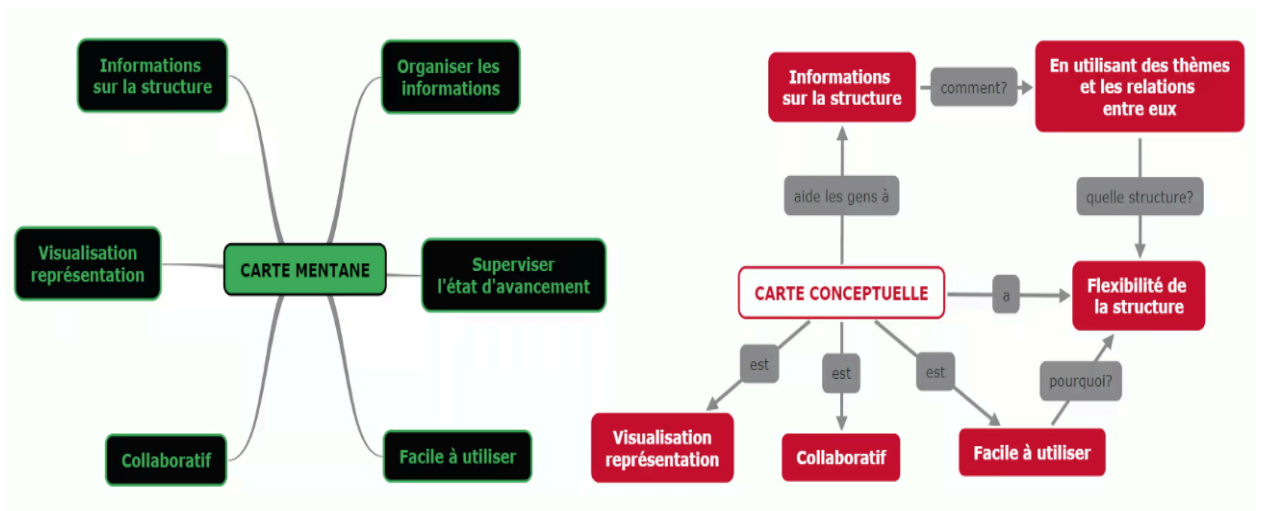 Informations
sur la structure
Organiser les
informations
Visualisation
représentation
CARTE MENTANE
Superviser
l'état d'avancement
Collaboratif
Facile à utiliser
Informations
sur la structure
comment?
En utilisant des thèmes
et les relations
entre eux
aide les gens à
quelle structure?
CARTE CONCEPTUELLE
a
Flexibilité de
la structure
est
est
est
pourquoi?
Visualisation
représentation
Collaboratif
Facile à utiliser